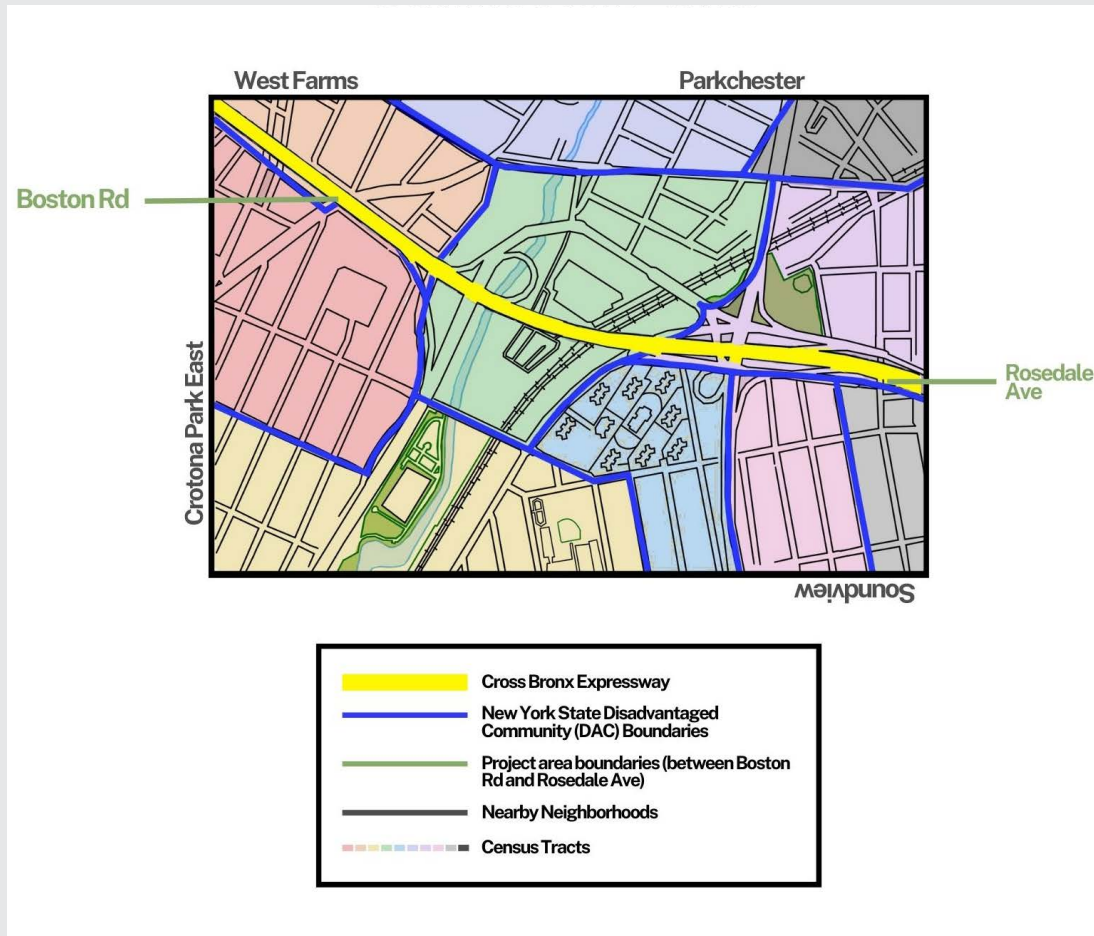 West Farms
Parkchester
Boston Rd
Crotona Park East
Rosedale
Ave
Soundview
Cross Bronx Expressway
New York State Disadvantaged
Community (DAC) Boundaries
Project area boundaries (between Boston
Rd and Rosedale Ave)
Nearby Neighborhoods
Census Tracts